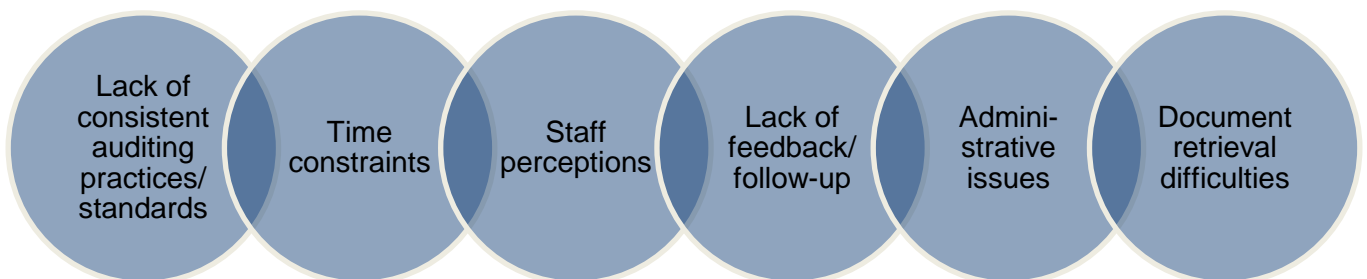 Lack of
consistent
auditing
practices/
standards
Time
constraints
Staff
perceptions
Lack of
feedback/
follow-up
Admini-
strative
issues
Document
retrieval
difficulties